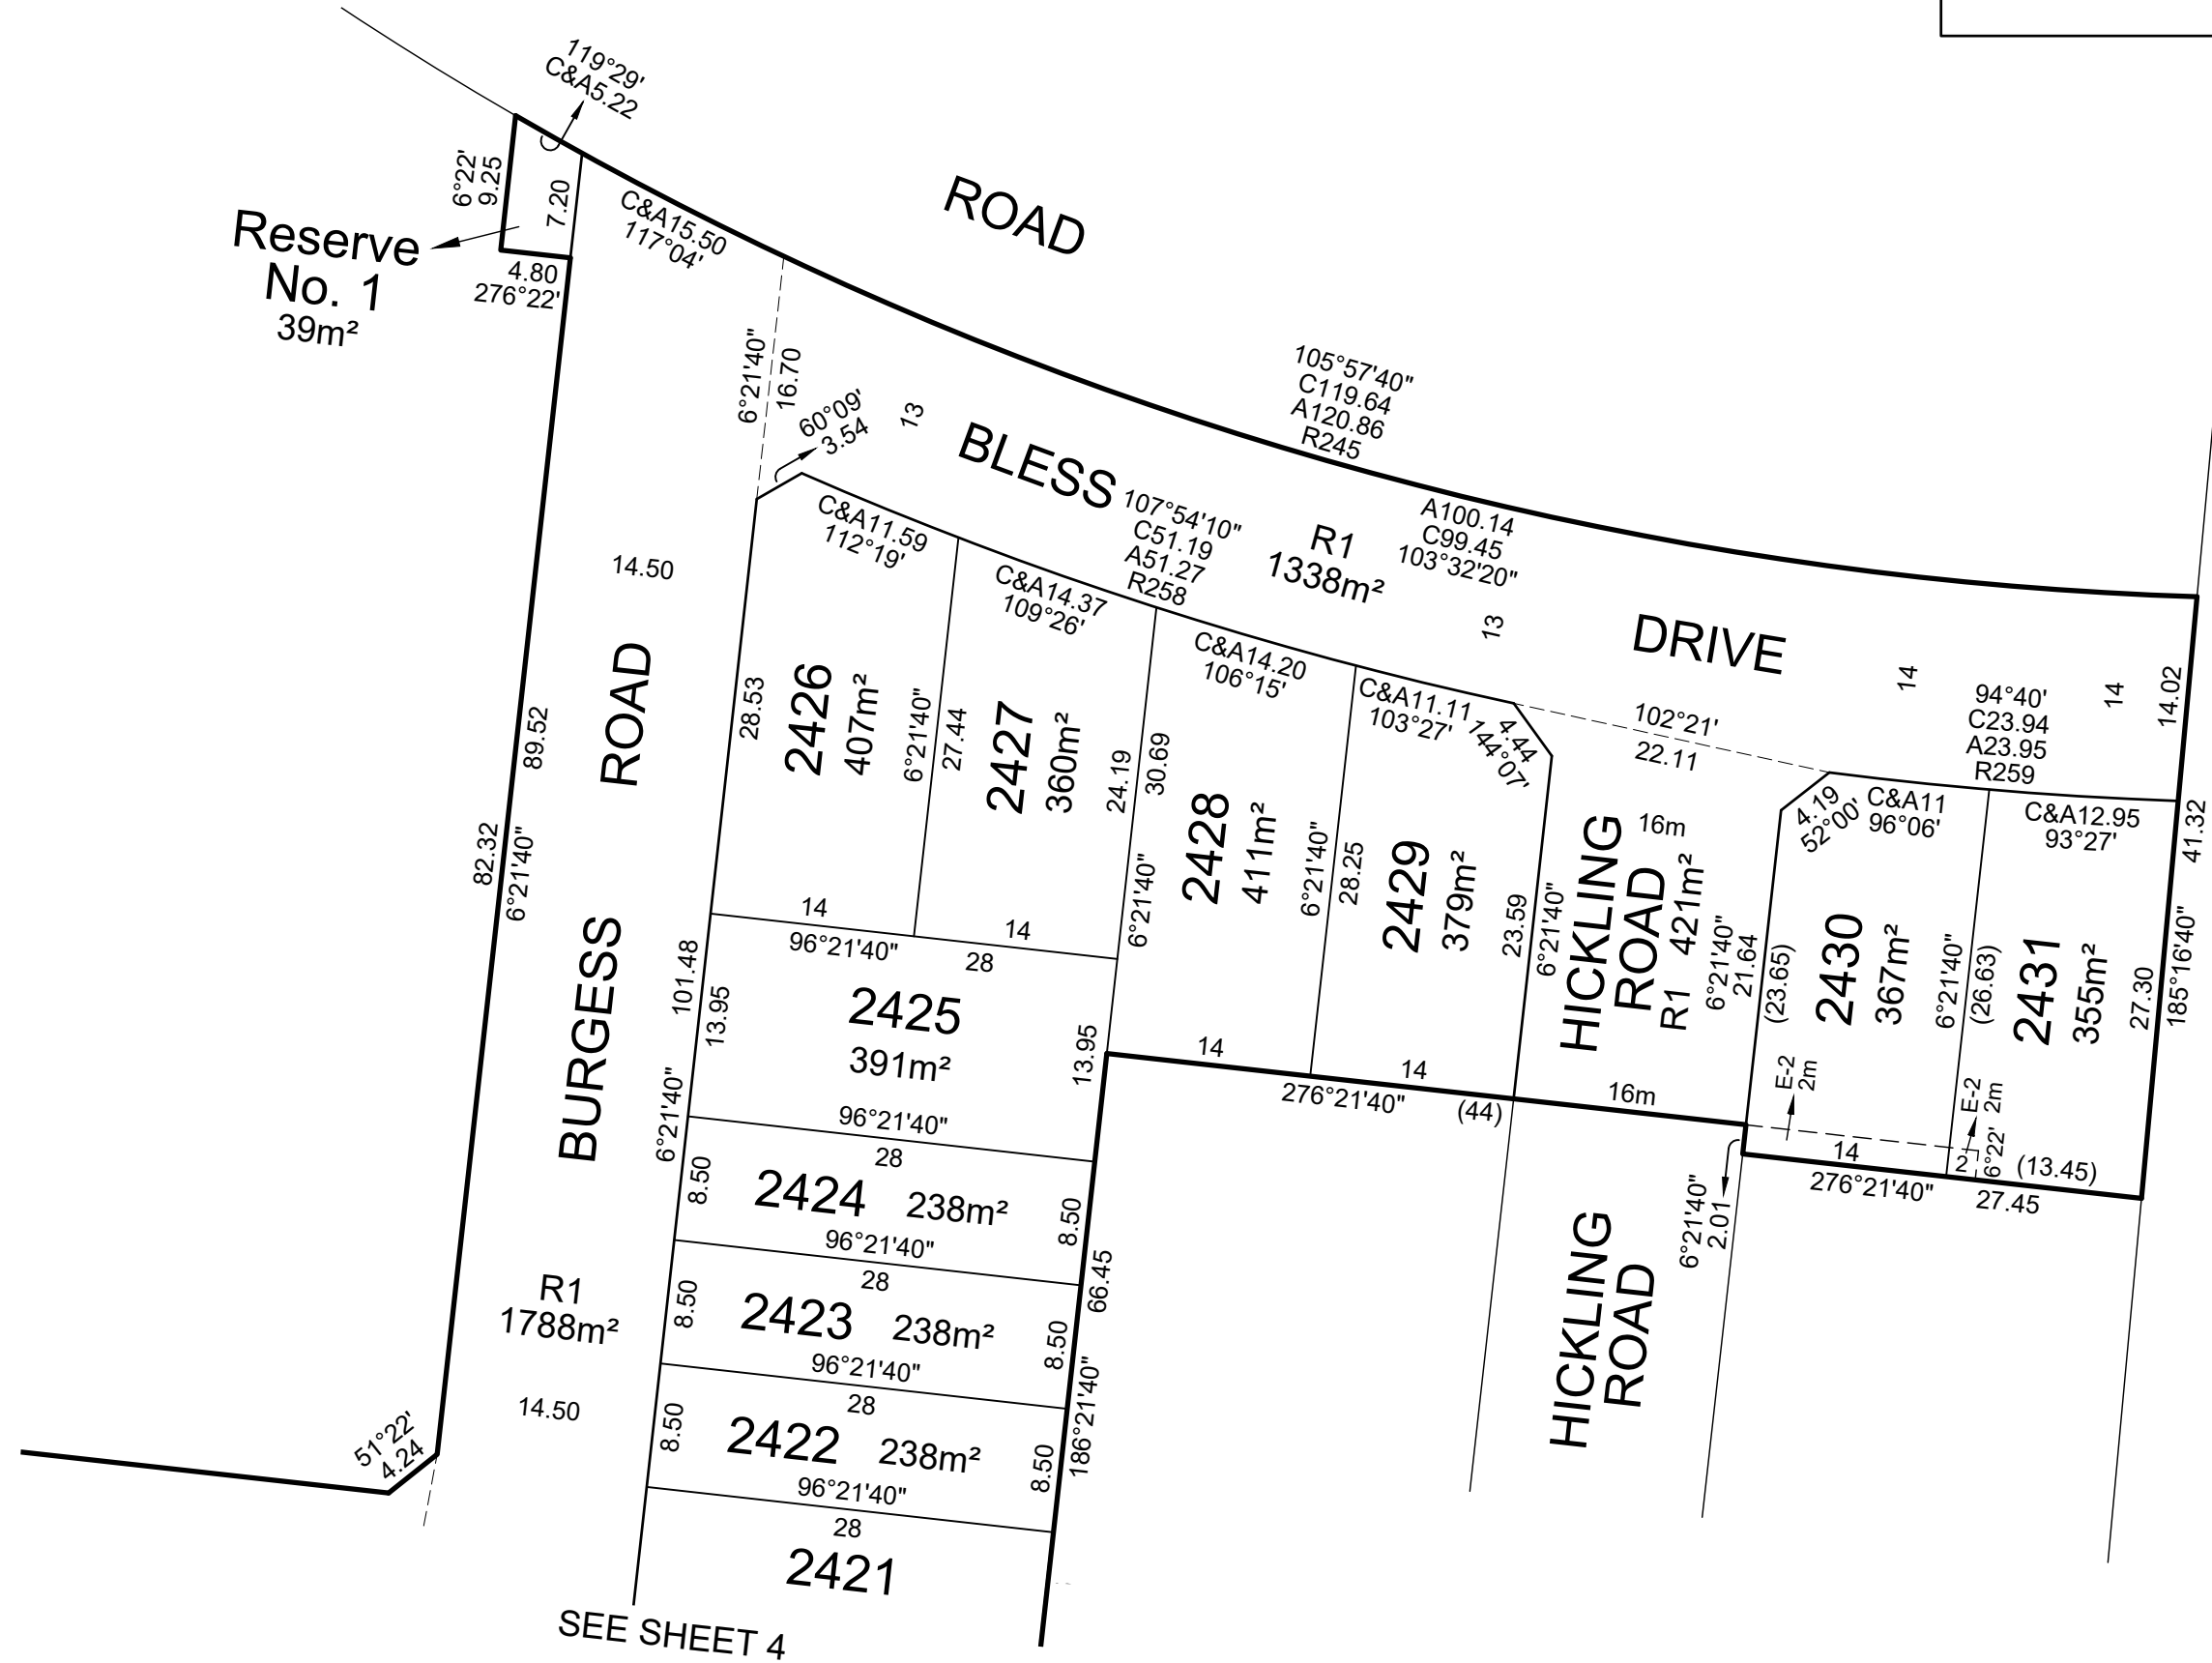 119°29'
C&A5.22
6°22'
9.25
7.20
Reserve
No. 1
39m²
4.80
276°22'
C&A15.50
117°04'
ROAD
6°21'40"
16.70
60°09'
3.54
13
BLESS
105°57'40"
C119.64
A120.86
R245
C&A11.59
112°19'
107°54'10"
C51.19
A51.27
R258
R1
1338m²
A100.14
C99.45
103°32'20"
13
DRIVE
14
94°40'
C23.94
A23.95
R259
14
14.02
14.50
ROAD
C&A14.37
109°26'
C&A14.20
106°15'
C&A11.11
103°27'
4.44
144°07'
102°21'
22.11
28.53
2426
407m²
6°21'40"
27.44
2427
360m²
24.19
30.69
6°21'40"
2428
411m²
6°21'40"
28.25
2429
379m²
23.59
6°21'40"
16m
HICKLING
ROAD
R1 421m²
6°21'40"
21.64
4.19
52°00'
C&A11
96°06'
C&A12.95
93°27'
41.32
(23.65)
2430
367m²
6°21'40"
(26.63)
2431
355m²
27.30
185°16'40"
89.52
82.32
6°21'40"
14
96°21'40"
14
28
101.48
13.95
2425
391m²
13.95
BURGESS
6°21'40"
14
276°21'40"
14
(44)
16m
E-2
2m
E-2
2m
14
2
6°22'
(13.45)
276°21'40"
27.45
6°21'40"
2.01
96°21'40"
28
8.50
2424 238m²
8.50
96°21'40"
28
66.45
HICKLING
ROAD
R1
1788m²
8.50
2423 238m²
8.50
96°21'40"
28
186°21'40"
14.50
51°22'
4.24
8.50
2422 238m²
8.50
96°21'40"
28
2421
SEE SHEET 4